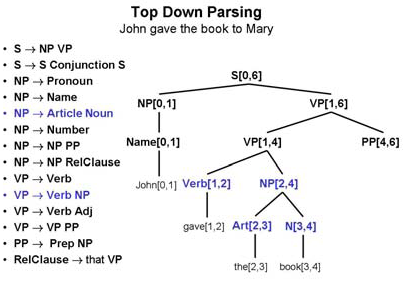 Top Down Parsing
John gave the book to Mary
• S → NP VP
• S → S Conjunction S
• NP → Pronoun
• NP → Name
• NP → Article Noun
• NP → Number
• NP → NP PP
• NP → NP RelClause
• VP → Verb
• VP → Verb NP
• VP → Verb Adj
• VP → VP PP
• PP → Prep NP
• RelClause → that VP
S[0,6]
NP[0,1] VP[1,6]
Name[0,1] VP[1,4] PP[4,6]
John[0,1] Verb[1,2] NP[2,4]
gave[1,2] Art[2,3] N[3,4]
the[2,3] book[3,4]